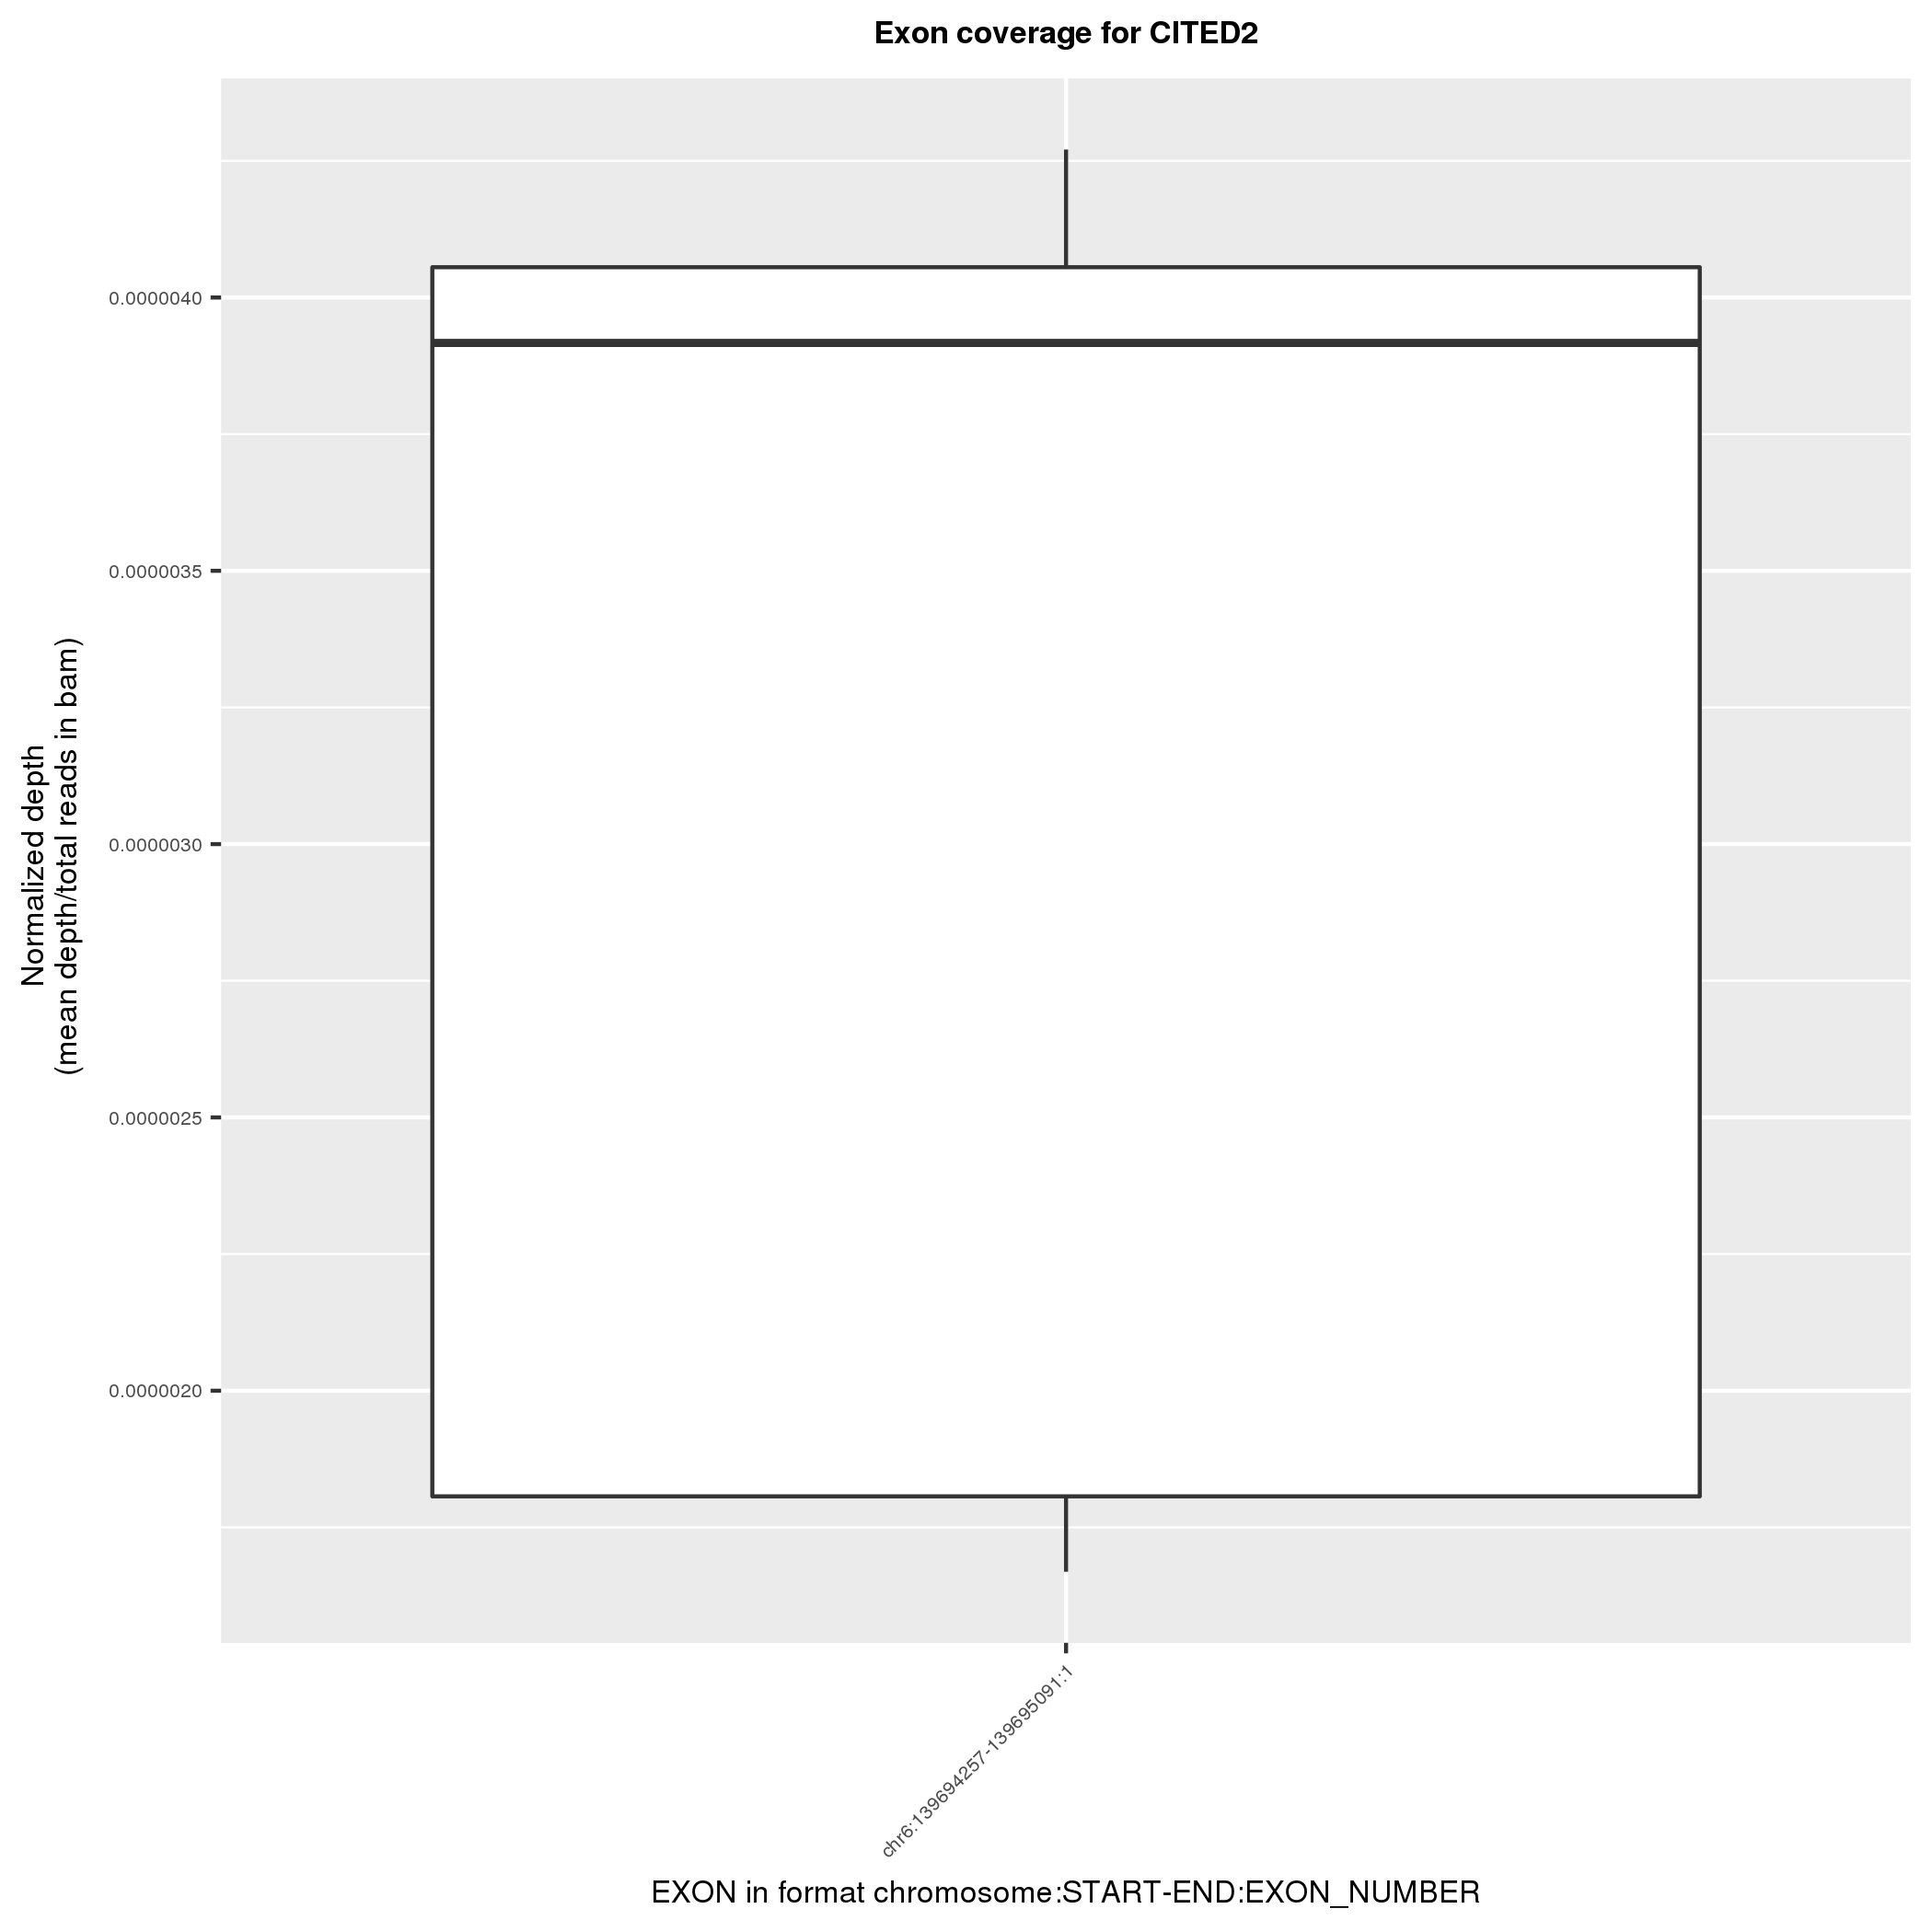 Exon coverage for CITED2
Normalized depth
(mean depth/total reads in bam)
0.0000040
0.0000035
0.0000030
0.0000025
0.0000020
chr6:139694257-139695091:1
EXON in format chromosome:START-END:EXON_NUMBER